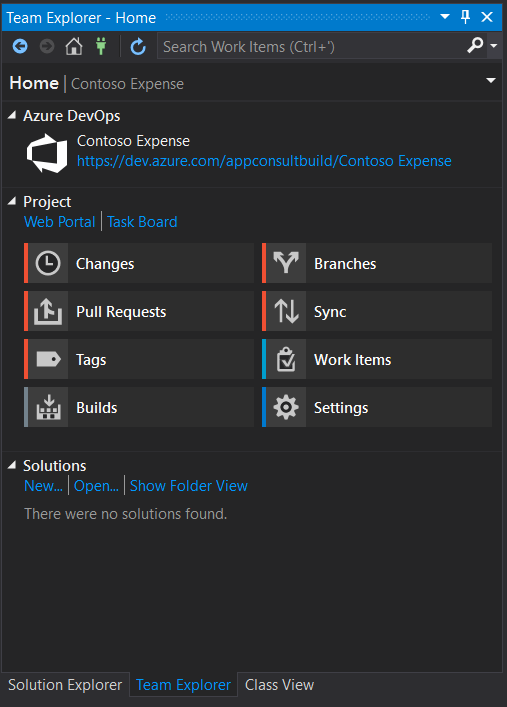 Team Explorer - Home
Search Work Items (Ctrl+')
Home | Contoso Expense
Azure DevOps
Contoso Expense
https://dev.azure.com/appconsultbuild/Contoso Expense
Project
Web Portal | Task Board
Changes
Branches
Pull Requests
Sync
Tags
Work Items
Builds
Settings
Solutions
New... | Open... | Show Folder View
There were no solutions found.
Solution Explorer Team Explorer Class View